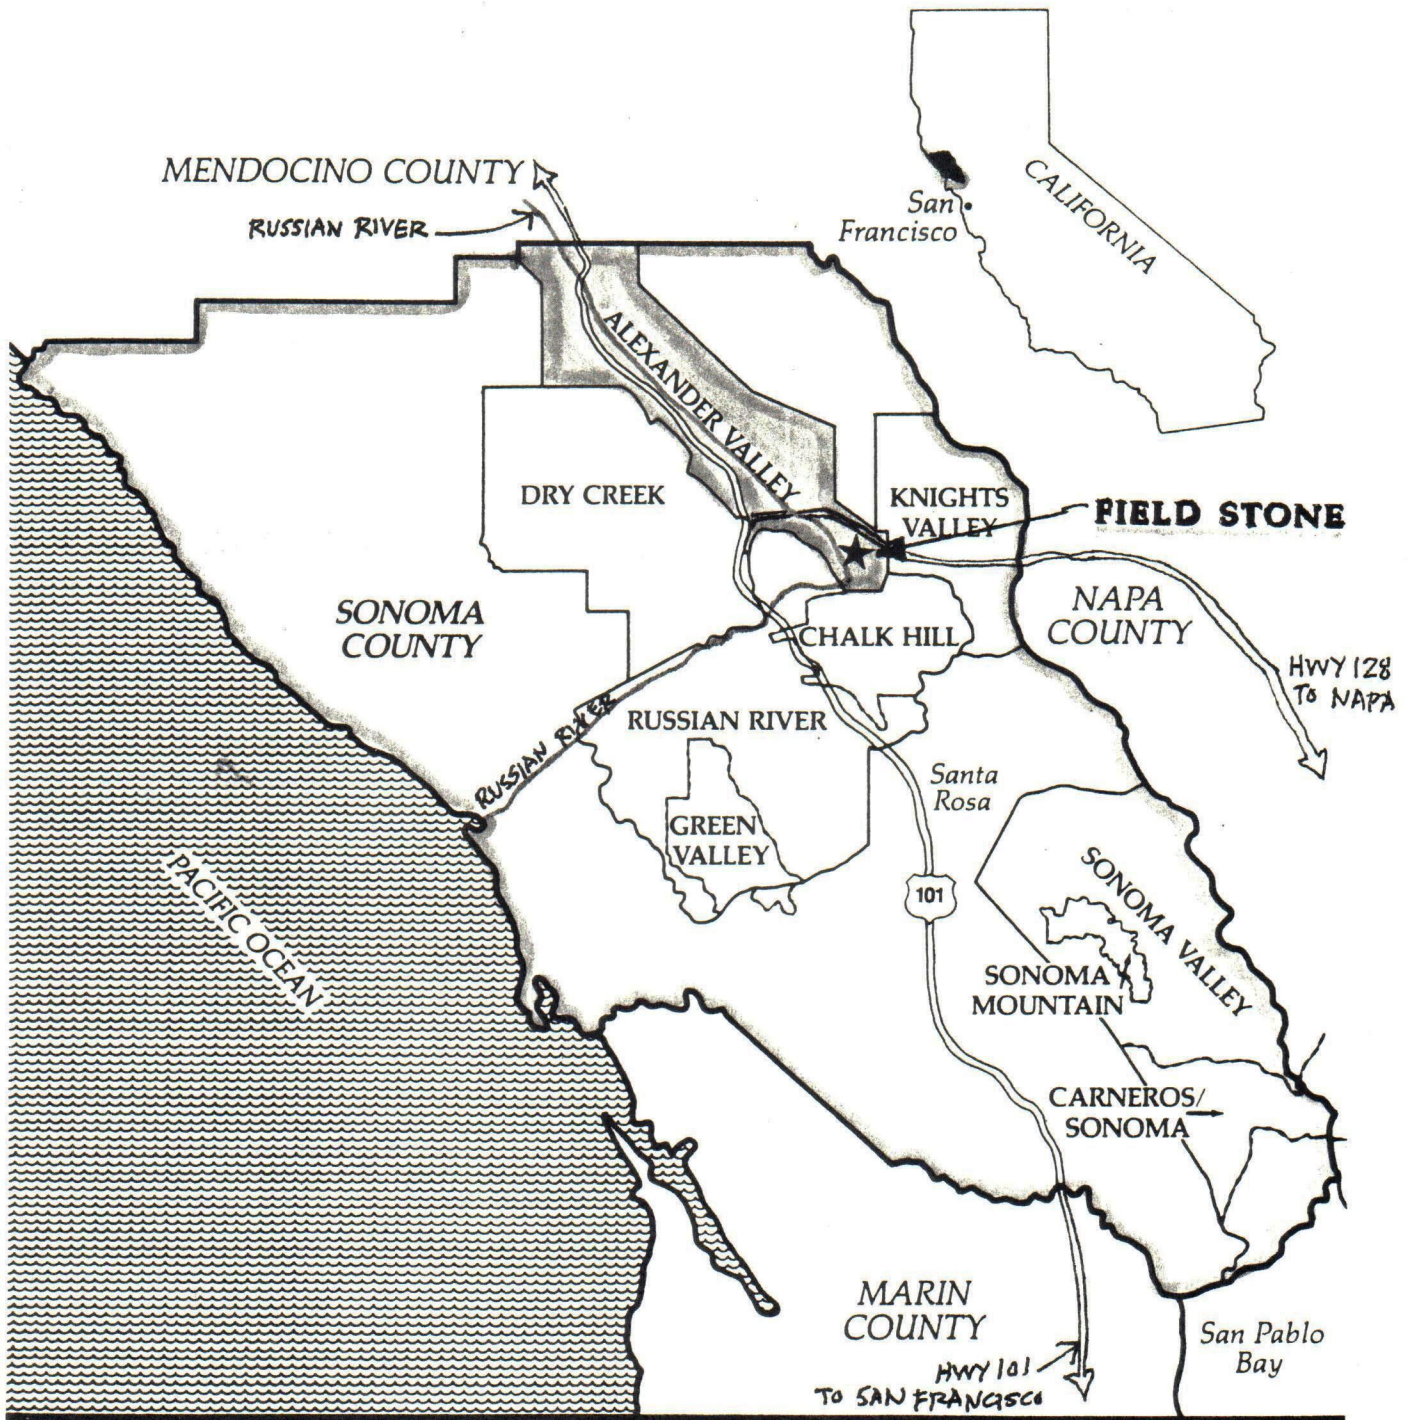 MENDOCINO COUNTY
RUSSIAN RIVER
San
Francisco
CALIFORNIA
ALEXANDER VALLEY
DRY CREEK
KNIGHTS
VALLEY
FIELD STONE
SONOMA
COUNTY
NAPA
COUNTY
CHALK HILL
HWY 128
TO NAPA
RUSSIAN RIVER
RUSSIAN RIVER
Santa
Rosa
GREEN
VALLEY
PACIFIC OCEAN
101
SONOMA VALLEY
SONOMA
MOUNTAIN
CARNEROS/
SONOMA
MARIN
COUNTY
San Pablo
Bay
HWY 101
TO SAN FRANCISCO